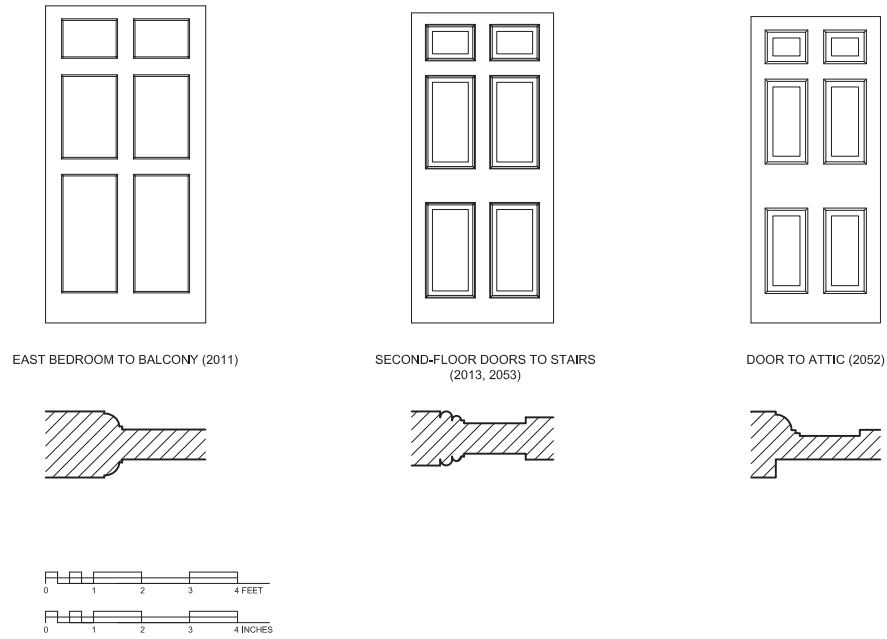 EAST BEDROOM TO BALCONY (2011)
SECOND-FLOOR DOORS TO STAIRS
(2013, 2053)
DOOR TO ATTIC (2052)
0 1 2 3 4 FEET
0 1 2 3 4 INCHES